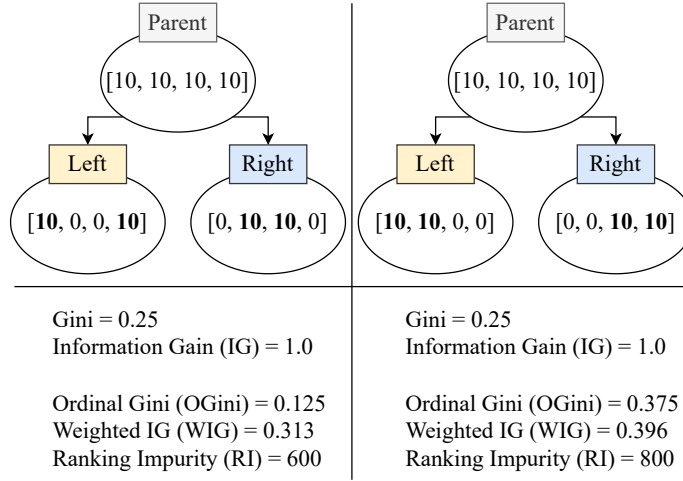 Parent
[10, 10, 10, 10]
Left
Right
[10, 0, 0, 10]
[0, 10, 10, 0]
Gini = 0.25
Information Gain (IG) = 1.0
Ordinal Gini (OGini) = 0.125
Weighted IG (WIG) = 0.313
Ranking Impurity (RI) = 600
Parent
[10, 10, 10, 10]
Left
Right
[10, 10, 0, 0]
[0, 0, 10, 10]
Gini = 0.25
Information Gain (IG) = 1.0
Ordinal Gini (OGini) = 0.375
Weighted IG (WIG) = 0.396
Ranking Impurity (RI) = 800